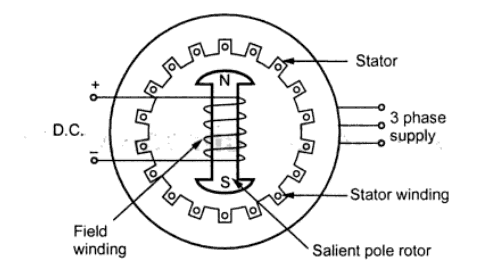 N
Stator
+
3 phase
supply
D.C.
–
S
Stator winding
Field
winding
Salient pole rotor